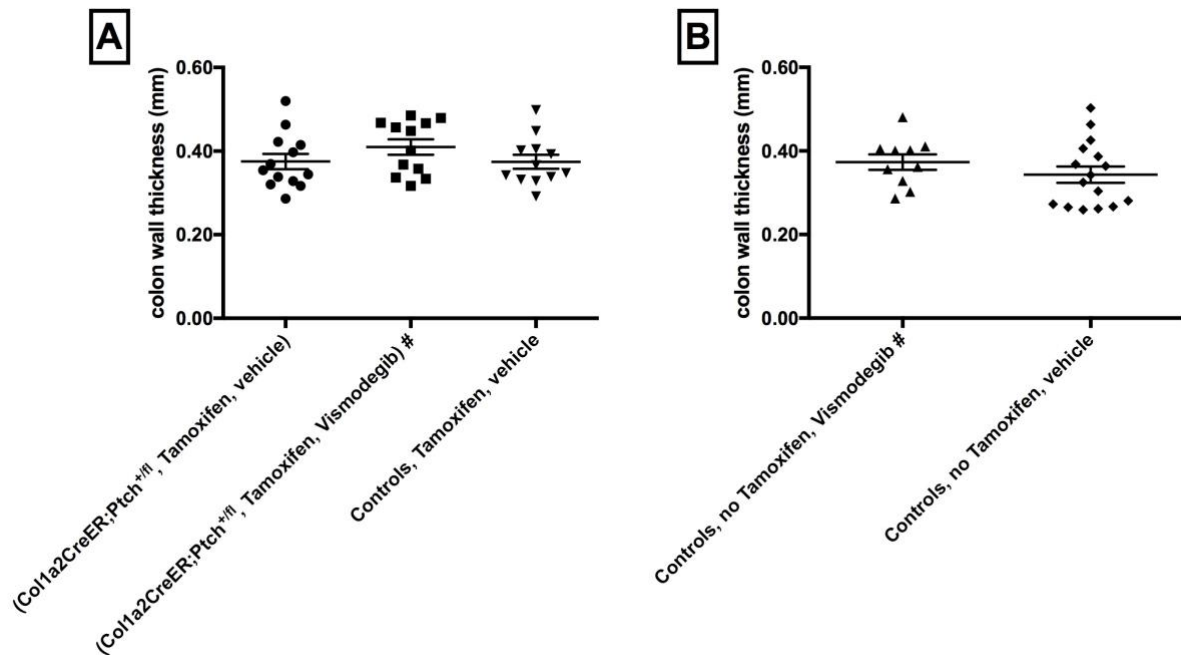 A
colon wall thickness (mm)
0.60
0.40
0.20
0.00
(Col1a2CreER;Ptch+/fl, Tamoxifen, vehicle)
(Col1a2CreER;Ptch+/fl, Tamoxifen, Vismodegib) #
Controls, Tamoxifen, vehicle
B
colon wall thickness (mm)
0.60
0.40
0.20
0.00
Controls, no Tamoxifen, Vismodegib #
Controls, no Tamoxifen, vehicle